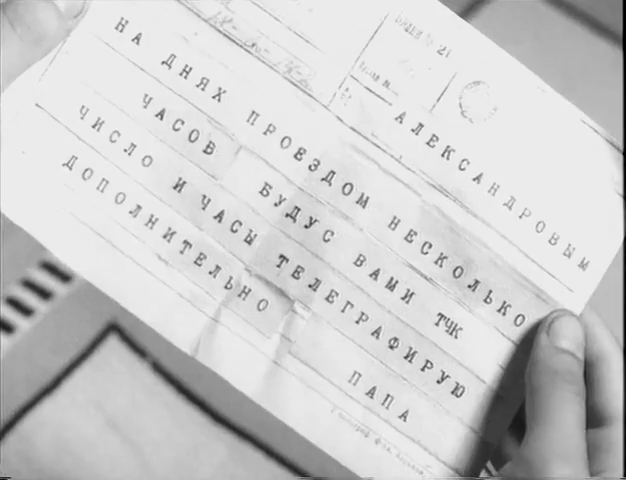 АЛЕКСАНДРОВЫМ
НА ДНЯХ ПРОЕЗДОМ НЕСКОЛЬКО
ЧАСОВ БУДУС ВАМИ ТЧК
ЧИСЛО И ЧАСЫ ТЕЛЕГРАФИРУЮ
ДОПОЛНИТЕЛЬНО
ПАПА